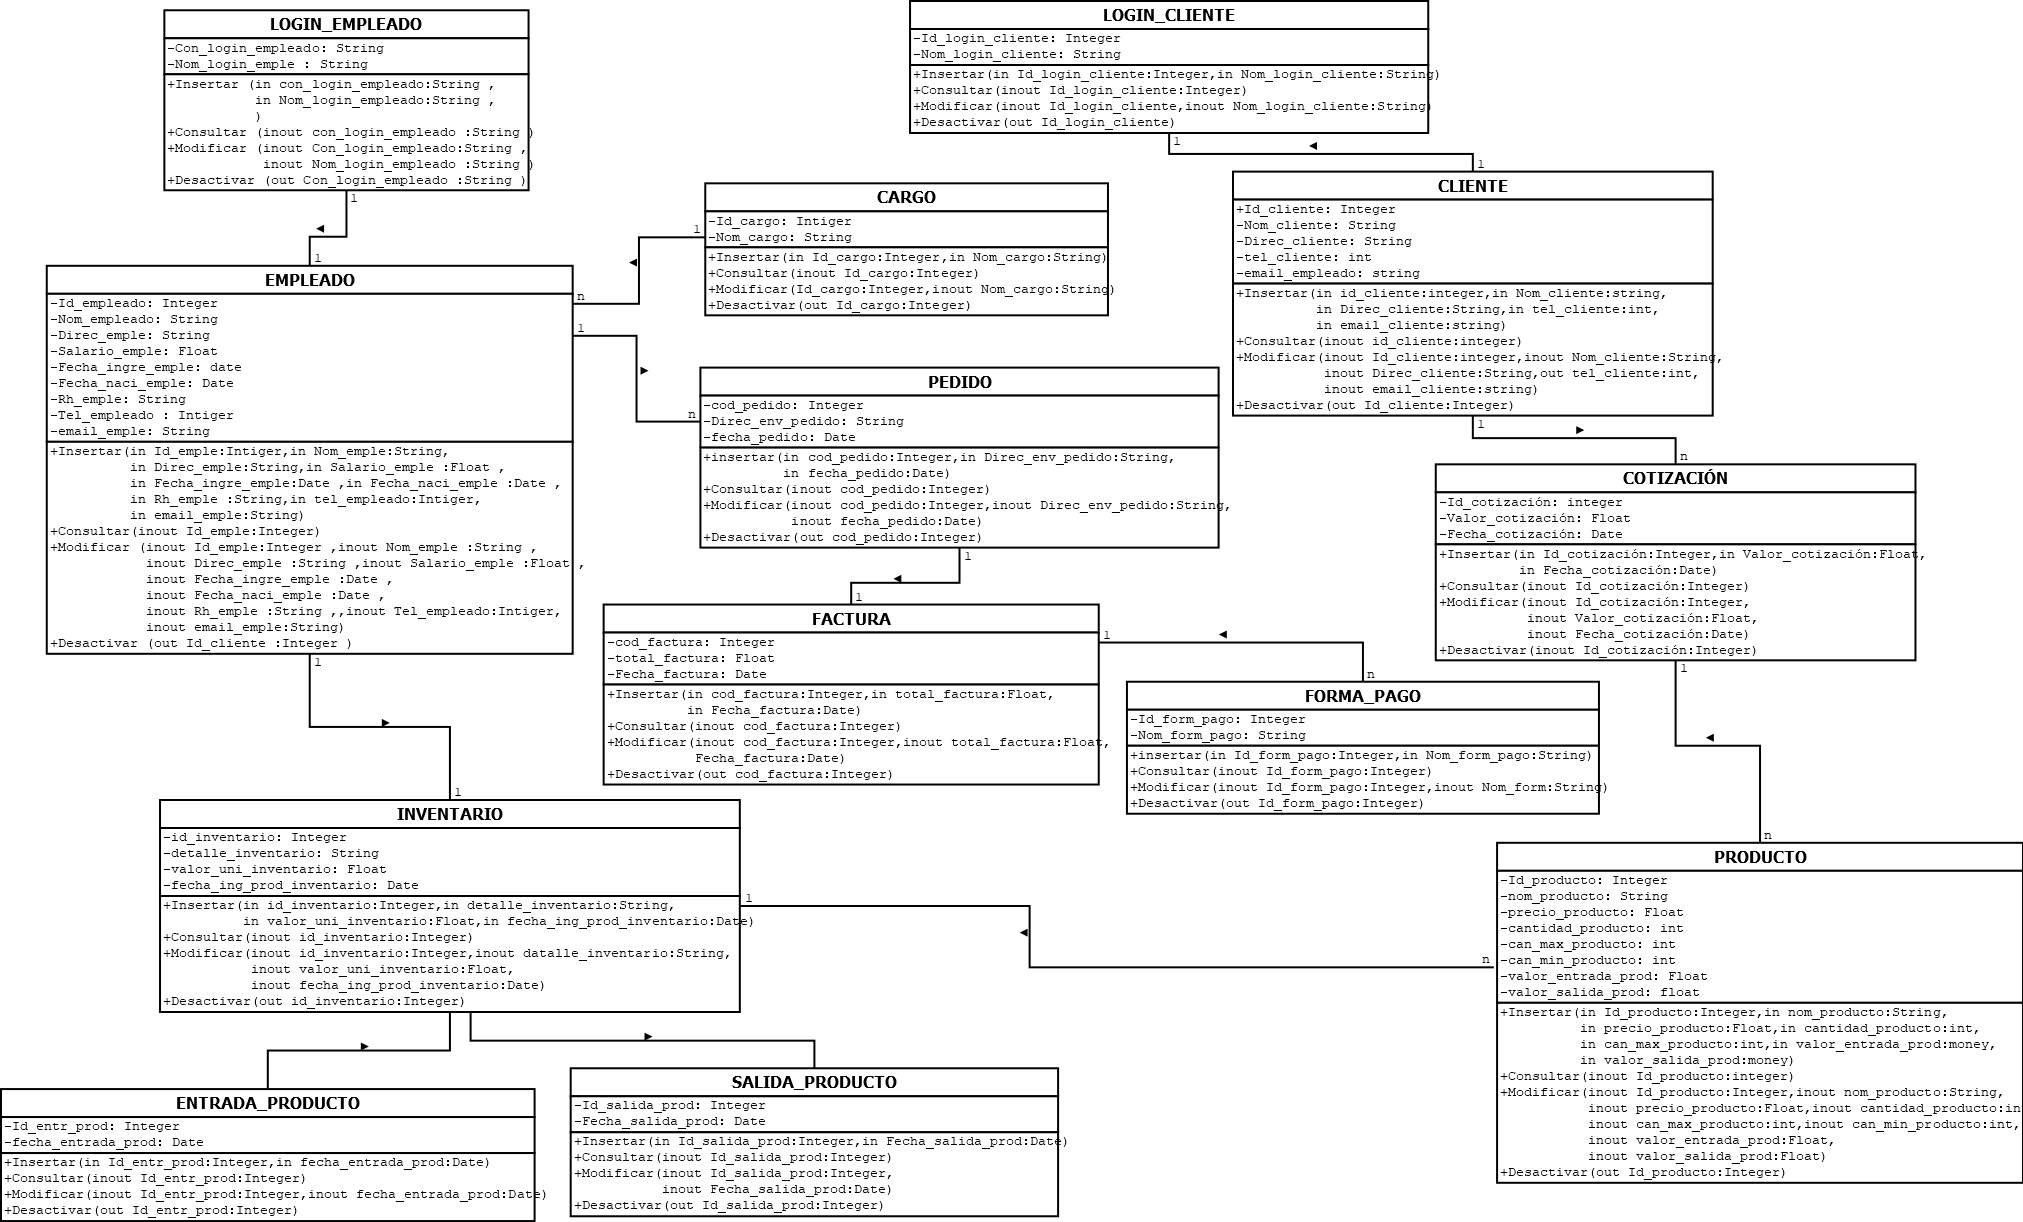 LOGIN_EMPLEADO
-Con_login_empleado: String
-Nom_login_emple : String
+Insertar (in con_login_empleado:String ,
in Nom_login_empleado:String ,
)
+Consultar (inout con_login_empleado :String )
+Modificar (inout Con_login_empleado:String ,
inout Nom_login_empleado :String )
+Desactivar (out Con_login_empleado :String )
1
1
LOGIN_CLIENTE
-Id_login_cliente: Integer
-Nom_login_cliente: String
+Insertar(in Id_login_cliente:Integer,in Nom_login_cliente:String)
+Consultar(inout Id_login_cliente:Integer)
+Modificar(inout Id_login_cliente,inout Nom_login_cliente:String)
+Desactivar(out Id_login_cliente)
1
1
CARGO
-Id_cargo: Intiger
-Nom_cargo: String
+Insertar(in Id_cargo:Integer,in Nom_cargo:String)
+Consultar(inout Id_cargo:Integer)
+Modificar(Id_cargo:Integer,inout Nom_cargo:String)
+Desactivar(out Id_cargo:Integer)
1
n
CLIENTE
+Id_cliente: Integer
-Nom_cliente: String
-Direc_cliente: String
-tel_cliente: int
-email_empleado: string
+Insertar(in id_cliente:integer,in Nom_cliente:string,
in Direc_cliente:String,in tel_cliente:int,
in email_cliente:string)
+Consultar(inout id_cliente:integer)
+Modificar(inout Id_cliente:integer,inout Nom_cliente:String,
inout Direc_cliente:String,out tel_cliente:int,
inout email_cliente:string)
+Desactivar(out Id_cliente:Integer)
1
n
EMPLEADO
-Id_empleado: Integer
-Nom_empleado: String
-Direc_emple: String
-Salario_emple: Float
-Fecha_ingre_emple: date
-Fecha_naci_emple: Date
-Rh_emple: String
-Tel_empleado : Intiger
-email_emple: String
+Insertar(in Id_emple:Intiger,in Nom_emple:String,
in Direc_emple:String,in Salario_emple :Float ,
in Fecha_ingre_emple:Date ,in Fecha_naci_emple :Date ,
in Rh_emple :String,in tel_empleado:Intiger,
in email_emple:String)
+Consultar(inout Id_emple:Integer)
+Modificar (inout Id_emple:Integer ,inout Nom_emple :String ,
inout Direc_emple :String ,inout Salario_emple :Float ,
inout Fecha_ingre_emple :Date ,
inout Fecha_naci_emple :Date ,
inout Rh_emple :String ,,inout Tel_empleado:Intiger,
inout email_emple:String)
+Desactivar (out Id_cliente :Integer )
1
n
1
1
PEDIDO
-cod_pedido: Integer
-Direc_env_pedido: String
-fecha_pedido: Date
+insertar(in cod_pedido:Integer,in Direc_env_pedido:String,
in fecha_pedido:Date)
+Consultar(inout cod_pedido:Integer)
+Modificar(inout cod_pedido:Integer,inout Direc_env_pedido:String,
inout fecha_pedido:Date)
+Desactivar(out cod_pedido:Integer)
1
1
COTIZACIÓN
-Id_cotización: integer
-Valor_cotización: Float
-Fecha_cotización: Date
+Insertar(in Id_cotización:Integer,in Valor_cotización:Float,
in Fecha_cotización:Date)
+Consultar(inout Id_cotización:Integer)
+Modificar(inout Id_cotización:Integer,
inout Valor_cotización:Float,
inout Fecha_cotización:Date)
+Desactivar(inout Id_cotización:Integer)
1
n
FACTURA
-cod_factura: Integer
-total_factura: Float
-Fecha_factura: Date
+Insertar(in cod_factura:Integer,in total_factura:Float,
in Fecha_factura:Date)
+Consultar(inout cod_factura:Integer)
+Modificar(inout cod_factura:Integer,inout total_factura:Float,
Fecha_factura:Date)
+Desactivar(out cod_factura:Integer)
1
n
FORMA_PAGO
-Id_form_pago: Integer
-Nom_form_pago: String
+insertar(in Id_form_pago:Integer,in Nom_form_pago:String)
+Consultar(inout Id_form_pago:Integer)
+Modificar(inout Id_form_pago:Integer,inout Nom_form:String)
+Desactivar(out Id_form_pago:Integer)
INVENTARIO
-id_inventario: Integer
-detalle_inventario: String
-valor_uni_inventario: Float
-fecha_ing_prod_inventario: Date
+Insertar(in id_inventario:Integer,in detalle_inventario:String,
in valor_uni_inventario:Float,in fecha_ing_prod_inventario:Date)
+Consultar(inout id_inventario:Integer)
+Modificar(inout id_inventario:Integer,inout datalle_inventario:String,
inout valor_uni_inventario:Float,
inout fecha_ing_prod_inventario:Date)
+Desactivar(out id_inventario:Integer)
1
n
PRODUCTO
-Id_producto: Integer
-nom_producto: String
-precio_producto: Float
-cantidad_producto: int
-can_max_producto: int
-can_min_producto: int
-valor_entrada_prod: Float
-valor_salida_prod: float
+Insertar(in Id_producto:Integer,in nom_producto:String,
in precio_producto:Float,in cantidad_producto:int,
in can_max_producto:int,in valor_entrada_prod:money,
in valor_salida_prod:money)
+Consultar(inout Id_producto:integer)
+Modificar(inout Id_producto:Integer,inout nom_producto:String,
inout precio_producto:Float,inout cantidad_producto:in
inout can_max_producto:int,inout can_min_producto:int,
inout valor_entrada_prod:Float,
inout valor_salida_prod:Float)
+Desactivar(out Id_producto:Integer)
ENTRADA_PRODUCTO
-Id_entr_prod: Integer
-fecha_entrada_prod: Date
+Insertar(in Id_entr_prod:Integer,in fecha_entrada_prod:Date)
+Consultar(inout Id_entr_prod:Integer)
+Modificar(inout Id_entr_prod:Integer,inout fecha_entrada_prod:Date)
+Desactivar(out Id_entr_prod:Integer)
SALIDA_PRODUCTO
-Id_salida_prod: Integer
-Fecha_salida_prod: Date
+Insertar(in Id_salida_prod:Integer,in Fecha_salida_prod:Date)
+Consultar(inout Id_salida_prod:Integer)
+Modificar(inout Id_salida_prod:Integer,
inout Fecha_salida_prod:Date)
+Desactivar(out Id_salida_prod:Integer)